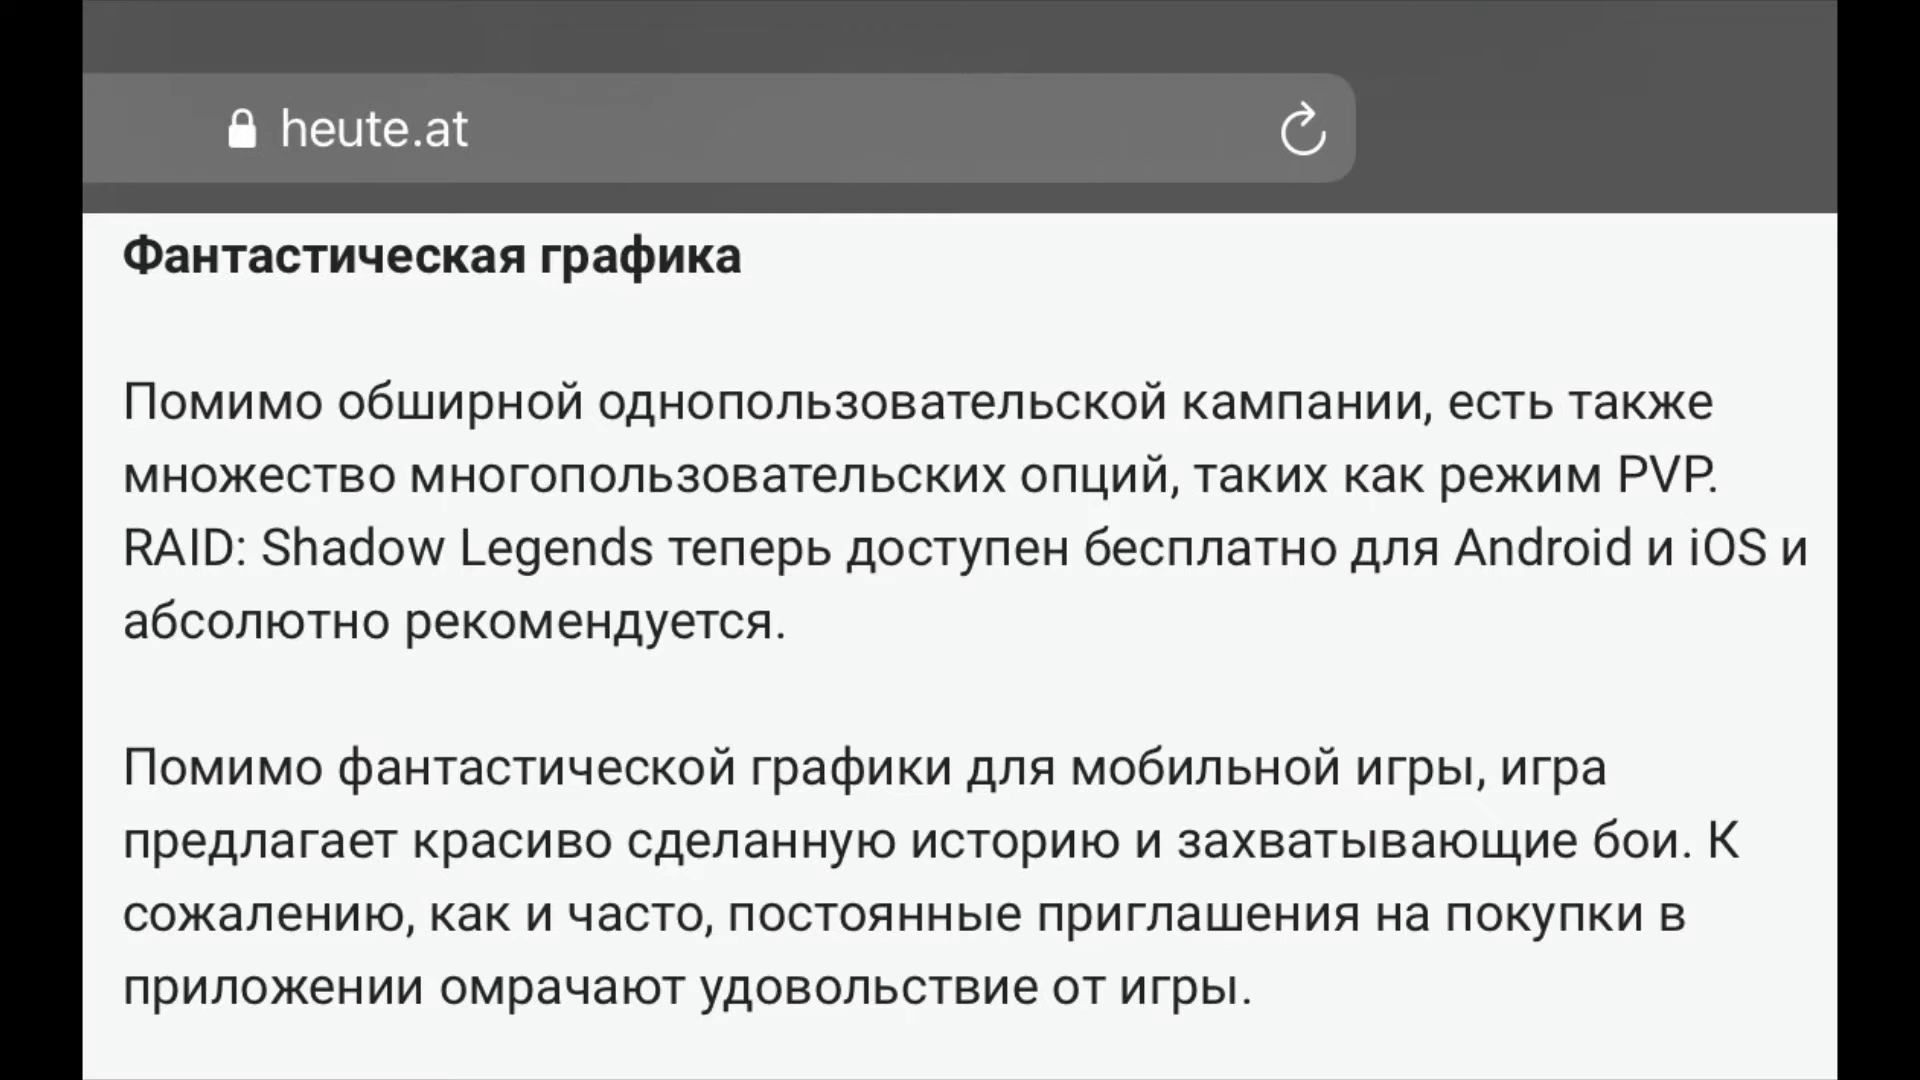 heute.at
Фантастическая графика
Помимо обширной однопользовательской кампании, есть также
множество многопользовательских опций, таких как режим PVP.
RAID: Shadow Legends теперь доступен бесплатно для Android и iOS и
абсолютно рекомендуется.
Помимо фантастической графики для мобильной игры, игра
предлагает красиво сделанную историю и захватывающие бои. К
сожалению, как и часто, постоянные приглашения на покупки в
приложении омрачают удовольствие от игры.